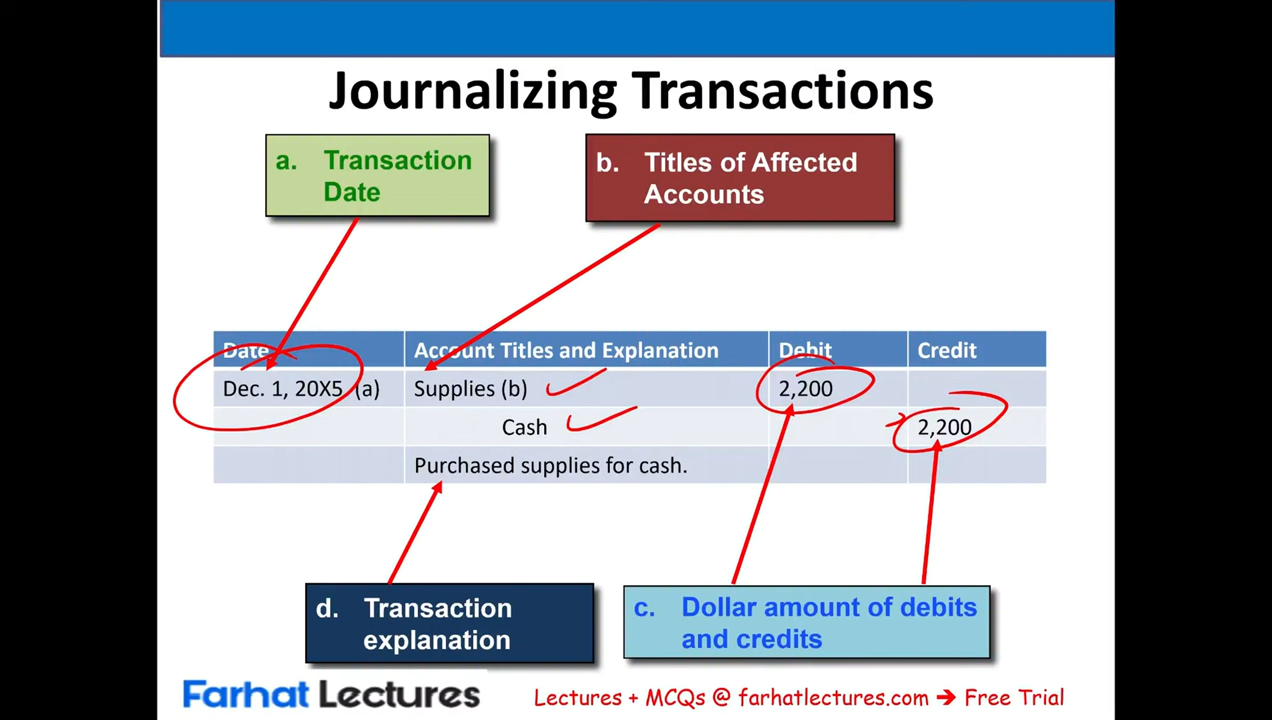 Journalizing Transactions
a. Transaction
Date
b. Titles of Affected
Accounts
Date Account Titles and Explanation Debit Credit
Dec. 1, 20X5 (a) Supplies (b) 2,200
Cash 2,200
Purchased supplies for cash.
d. Transaction
explanation
c. Dollar amount of debits
and credits
Farhat Lectures
Lectures + MCQs @ farhatlectures.com ➔ Free Trial